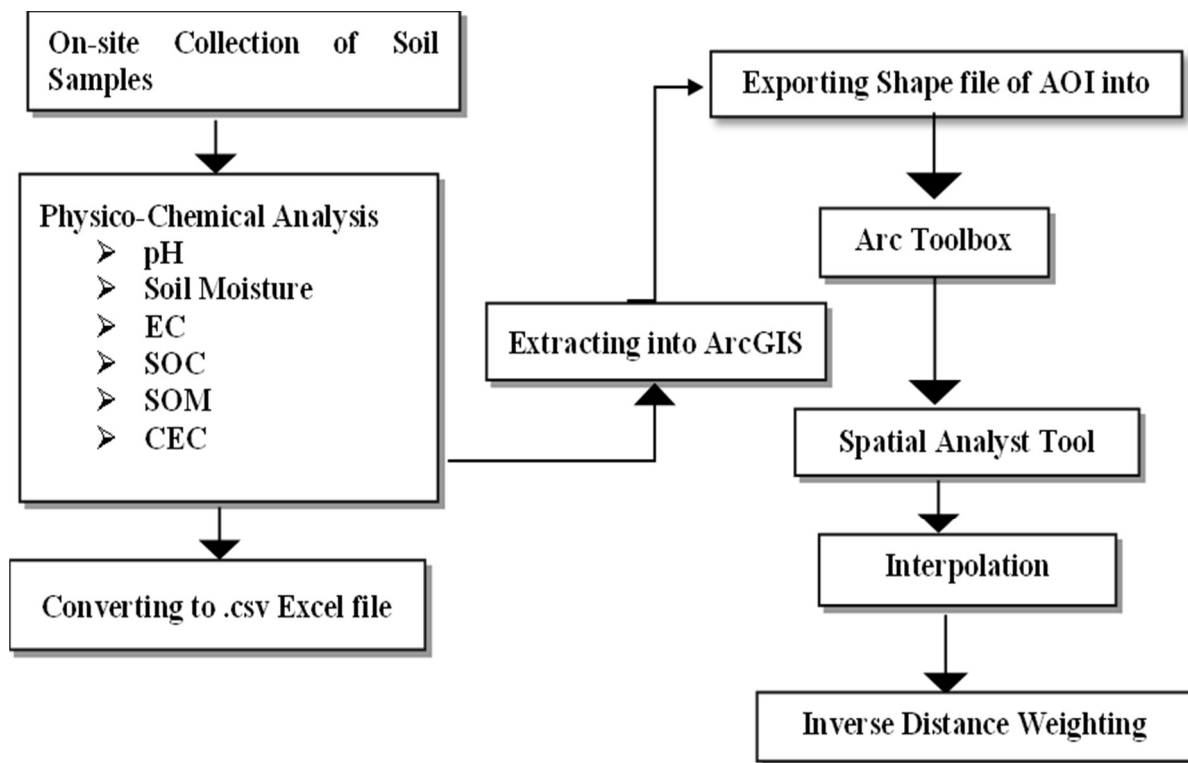 On-site Collection of Soil
Samples
Physico-Chemical Analysis
➢ pH
➢ Soil Moisture
➢ EC
➢ SOC
➢ SOM
➢ CEC
Converting to .csv Excel file
Extracting into ArcGIS
Exporting Shape file of AOI into
Arc Toolbox
Spatial Analyst Tool
Interpolation
Inverse Distance Weighting